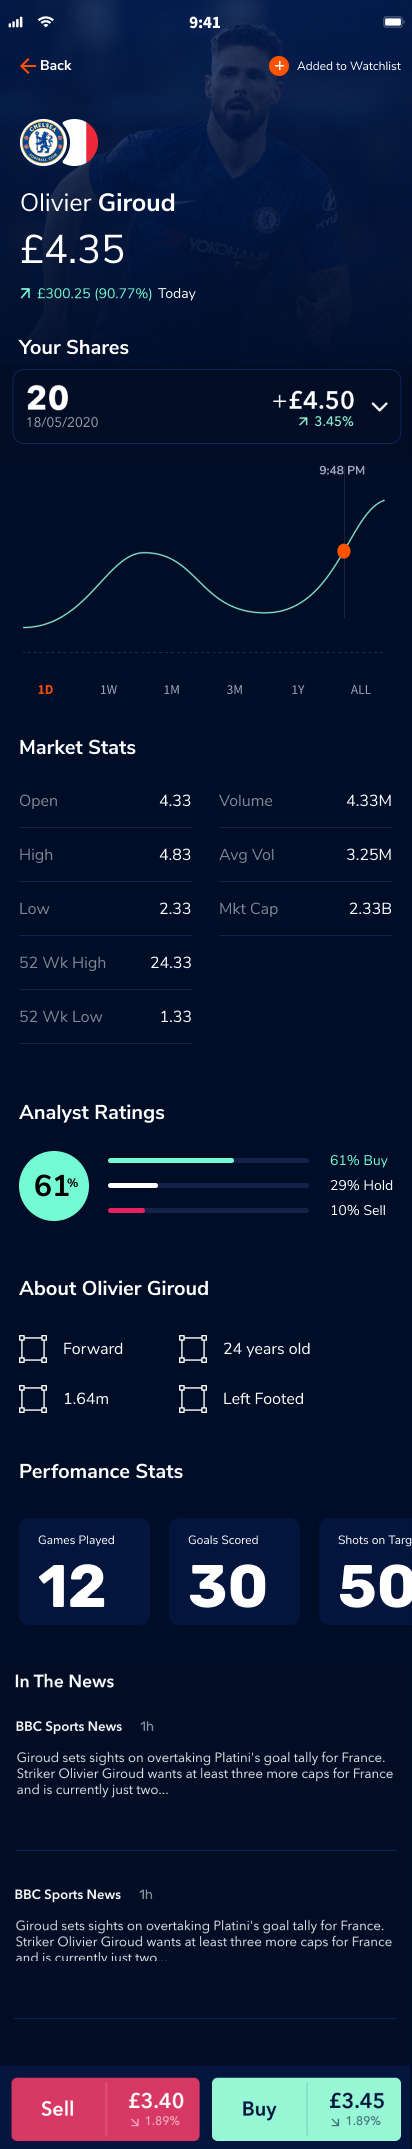 9:41
Back
Added to Watchlist
CHELSEA
FOOTBALL CLUB
Olivier Giroud
£4.35
£300.25 (90.77%) Today
YOKOHAMA
Your Shares
20
+£4.50
18/05/2020
3.45%
9:48 PM
1D 1W 1M 3M 1Y ALL
Market Stats
Open 4.33 Volume 4.33M
High 4.83 Avg Vol 3.25M
Low 2.33 Mkt Cap 2.33B
52 Wk High 24.33
52 Wk Low 1.33
Analyst Ratings
61%
61% Buy
29% Hold
10% Sell
About Olivier Giroud
Forward 24 years old
1.64m Left Footed
Perfomance Stats
Games Played Goals Scored Shots on Targ
12 30 50
In The News
BBC Sports News 1h
Giroud sets sights on overtaking Platini's goal tally for France.
Striker Olivier Giroud wants at least three more caps for France
and is currently just two...
BBC Sports News 1h
Giroud sets sights on overtaking Platini's goal tally for France.
Striker Olivier Giroud wants at least three more caps for France
and is currently just two...
Sell £3.40 Buy £3.45
1.89% 1.89%